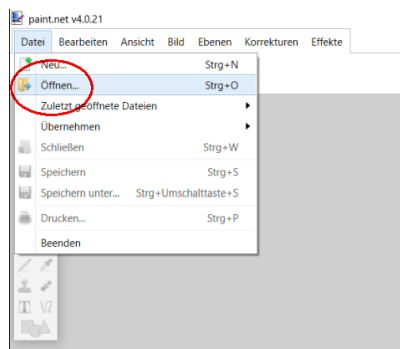 paint.net v4.0.21
Datei Bearbeiten Ansicht Bild Ebenen Korrekturen Effekte
Neu... Strg+N
Öffnen... Strg+O
Zuletzt geöffnete Dateien
Übernehmen
Schließen Strg+W
Speichern Strg+S
Speichern unter... Strg+Umschalttaste+S
Drucken... Strg+P
Beenden